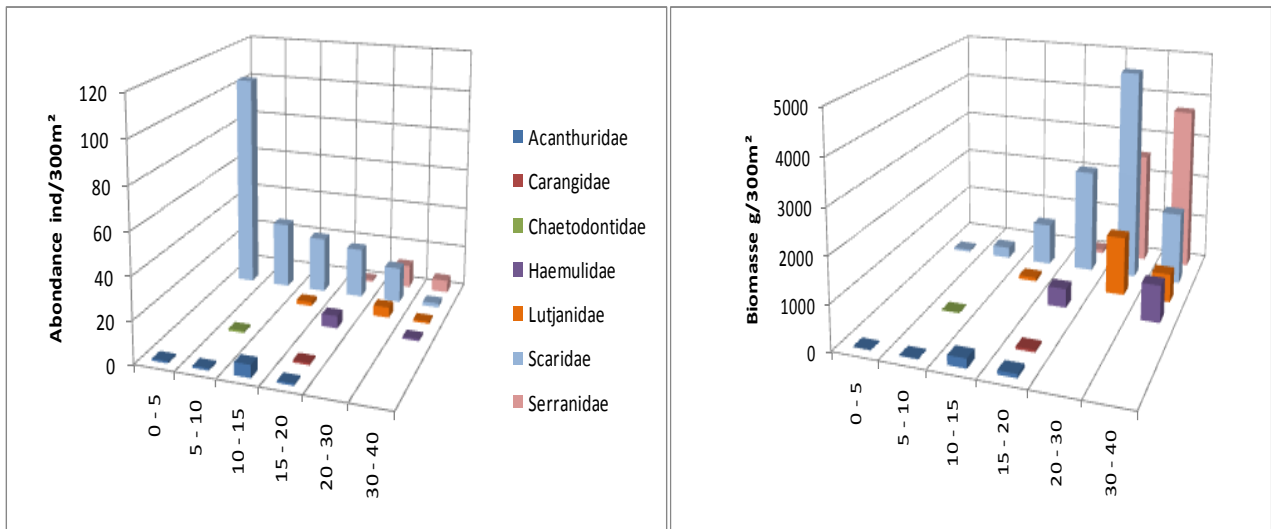 Abondance ind/300m²
120
100
80
60
40
20
0
0 - 5
5 - 10
10 - 15
15 - 20
20 - 30
30 - 40
Acanthuridae
Carangidae
Chaetodontidae
Haemulidae
Lutjanidae
Scaridae
Serranidae
Biomasse g/300m²
5000
4000
3000
2000
1000
0
0 - 5
5 - 10
10 - 15
15 - 20
20 - 30
30 - 40